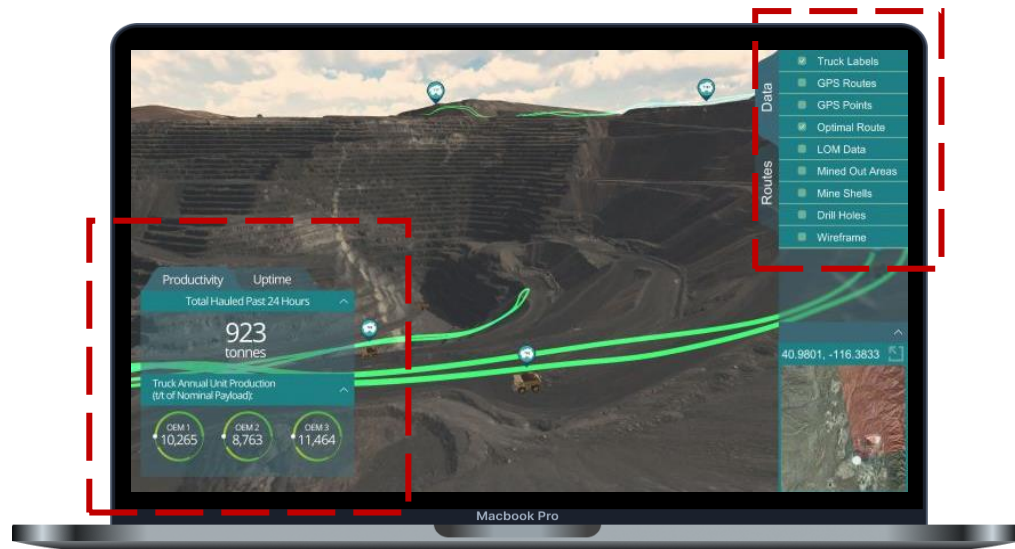 Truck Labels
GPS Routes
GPS Points
Optimal Route
LOM Data
Mined Out Areas
Mine Shells
Drill Holes
Wireframe
Data
Routes
Productivity
Uptime
Total Hauled Past 24 Hours
923
tonnes
Truck Annual Unit Production
(t/t of Nominal Payload):
OEM 1
10,265
OEM 2
8,763
OEM 3
11,464
40.9801, -116.3833
Macbook Pro